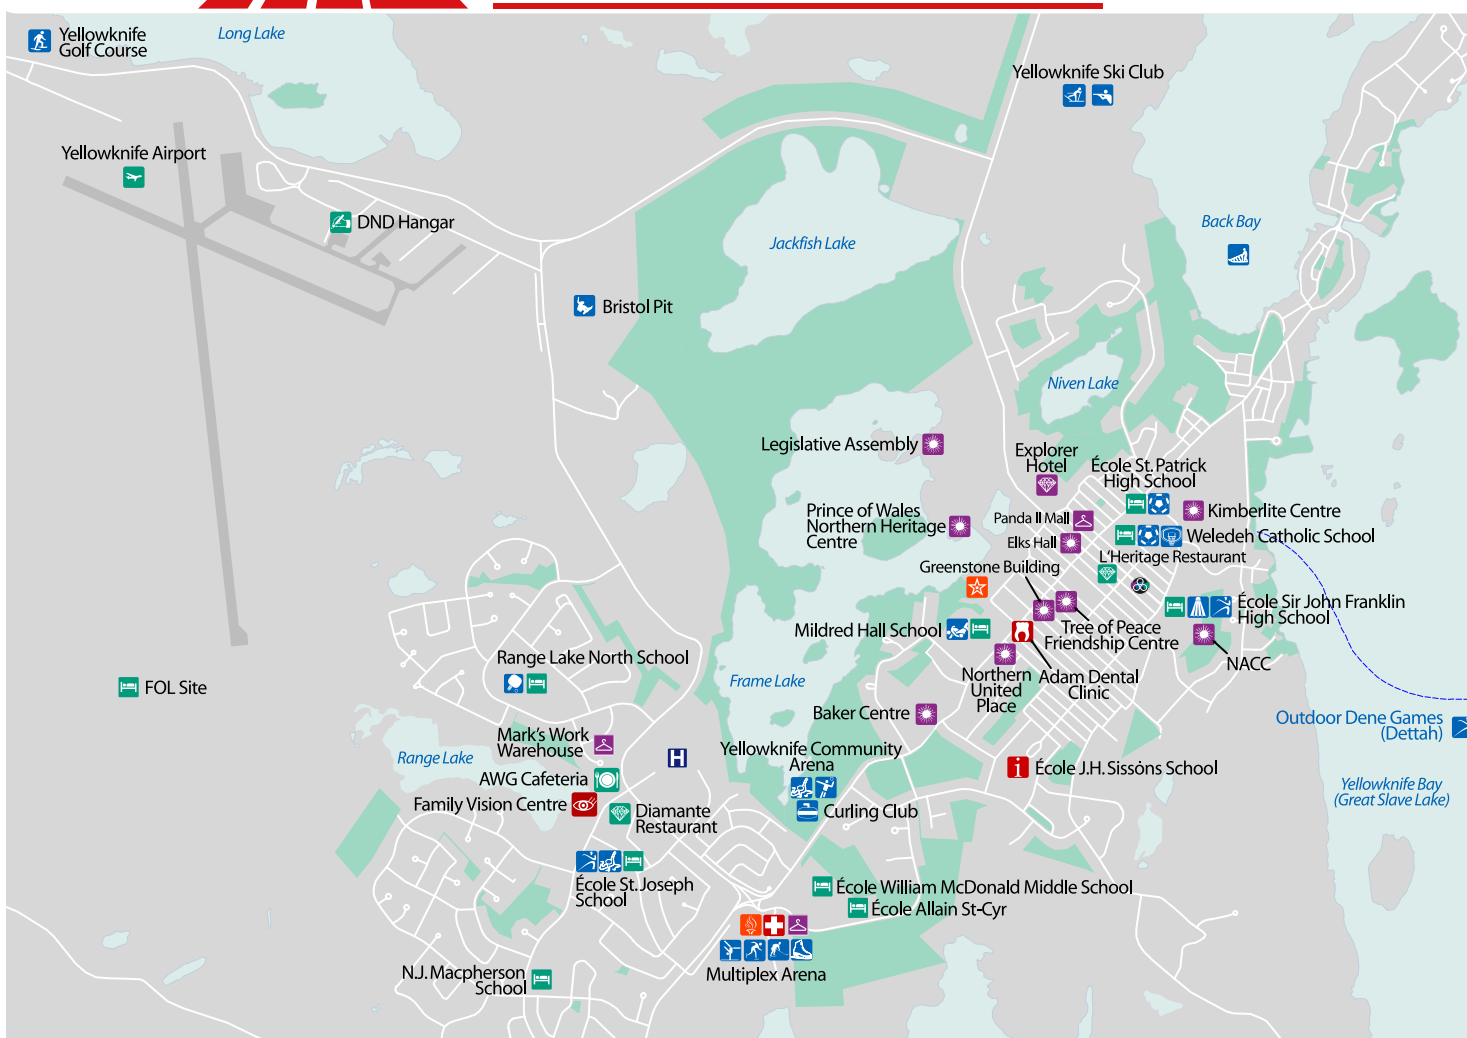 Yellowknife
Golf Course
Long Lake
Yellowknife Ski Club
Yellowknife Airport
DND Hangar
Back Bay
Jackfish Lake
Bristol Pit
Niven Lake
Legislative Assembly
Explorer
Hotel
École St. Patrick
High School
Prince of Wales
Northern Heritage
Centre
Panda II Mall
Kimberlite Centre
Elks Hall
Weledeh Catholic School
L'Heritage Restaurant
Greenstone Building
École Sir John Franklin
High School
Mildred Hall School
Tree of Peace
Friendship Centre
NACC
Range Lake North School
Northern
United
Place
Adam Dental
Clinic
FOL Site
Frame Lake
Baker Centre
Outdoor Dene Games
(Dettah)
Mark's Work
Warehouse
Range Lake
H
Yellowknife Community
Arena
i
École J.H. Sissóns School
AWG Cafeteria
Yellowknife Bay
(Great Slave Lake)
Family Vision Centre
Diamante
Restaurant
Curling Club
École St. Joseph
School
École William McDonald Middle School
École Allain St-Cyr
N.J. Macpherson
School
Multiplex Arena